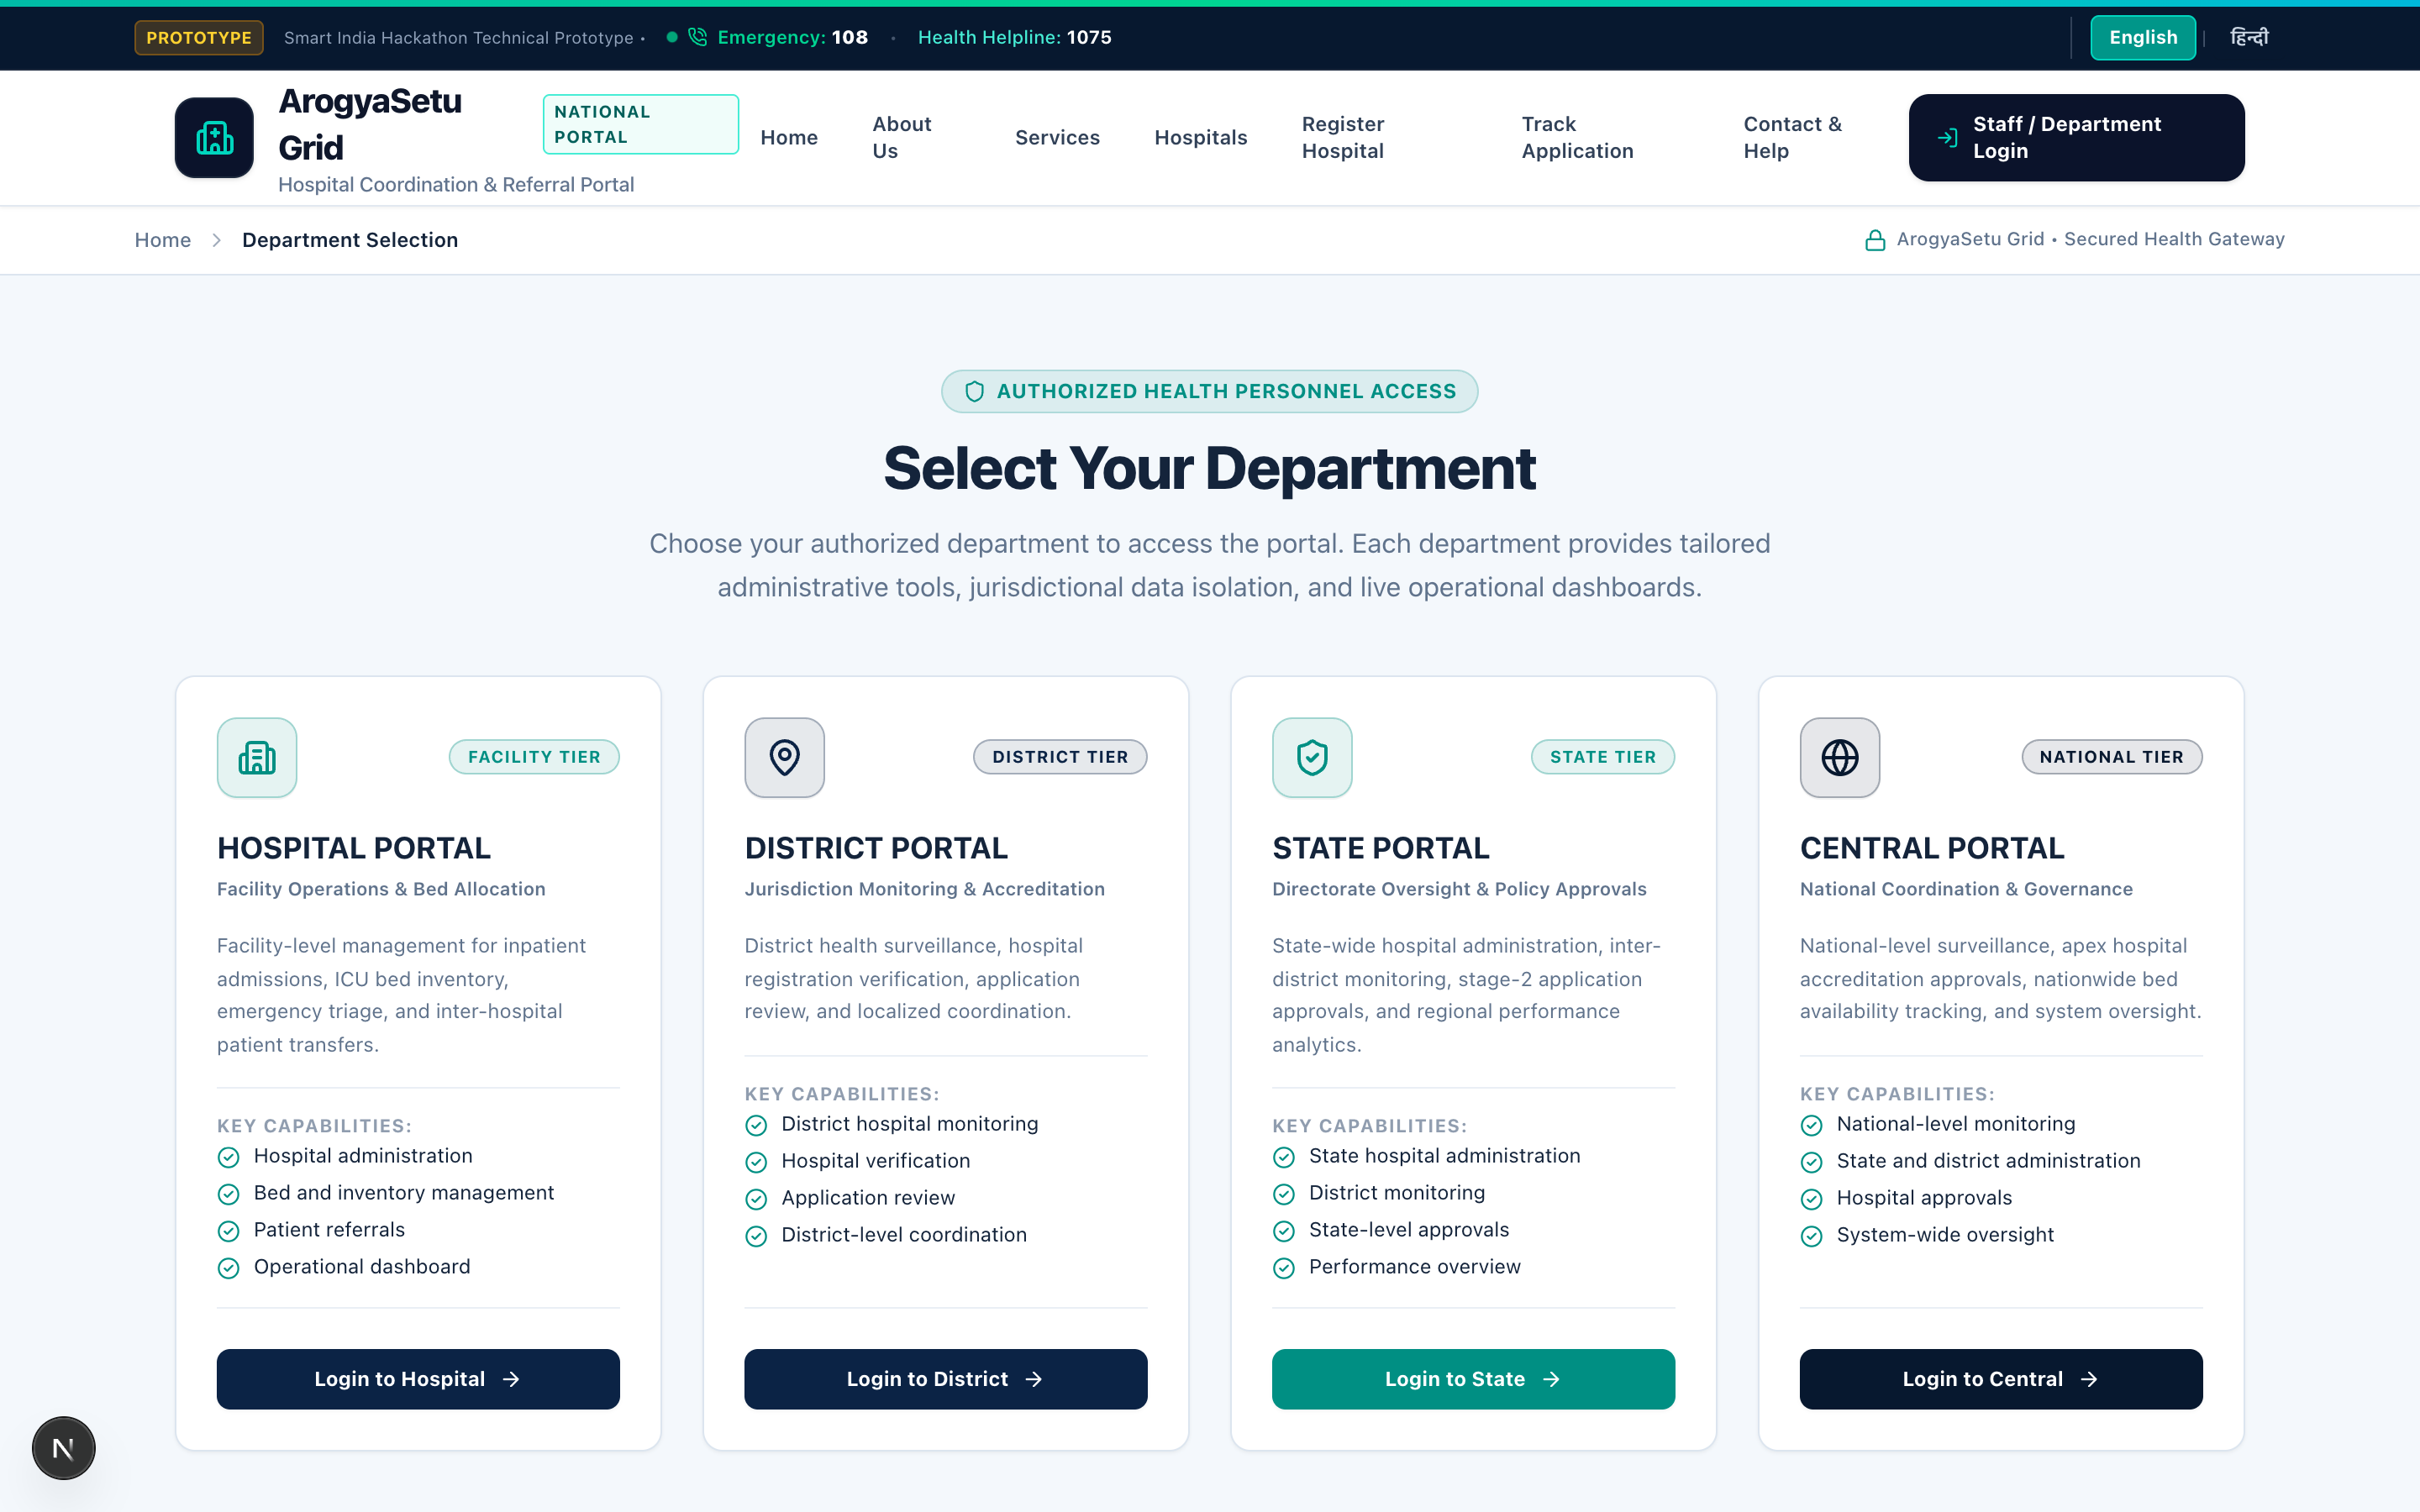 PROTOTYPE Smart India Hackathon Technical Prototype • Emergency: 108 • Health Helpline: 1075 English | हिन्दी
ArogyaSetu
Grid
NATIONAL
PORTAL
Hospital Coordination & Referral Portal
Home
About
Us
Services
Hospitals
Register
Hospital
Track
Application
Contact &
Help
Staff / Department
Login
Home > Department Selection
ArogyaSetu Grid • Secured Health Gateway
AUTHORIZED HEALTH PERSONNEL ACCESS
Select Your Department
Choose your authorized department to access the portal. Each department provides tailored
administrative tools, jurisdictional data isolation, and live operational dashboards.
FACILITY TIER
HOSPITAL PORTAL
Facility Operations & Bed Allocation
Facility-level management for inpatient
admissions, ICU bed inventory,
emergency triage, and inter-hospital
patient transfers.
KEY CAPABILITIES:
Hospital administration
Bed and inventory management
Patient referrals
Operational dashboard
Login to Hospital →
DISTRICT TIER
DISTRICT PORTAL
Jurisdiction Monitoring & Accreditation
District health surveillance, hospital
registration verification, application
review, and localized coordination.
KEY CAPABILITIES:
District hospital monitoring
Hospital verification
Application review
District-level coordination
Login to District →
STATE TIER
STATE PORTAL
Directorate Oversight & Policy Approvals
State-wide hospital administration, inter-
district monitoring, stage-2 application
approvals, and regional performance
analytics.
KEY CAPABILITIES:
State hospital administration
District monitoring
State-level approvals
Performance overview
Login to State →
NATIONAL TIER
CENTRAL PORTAL
National Coordination & Governance
National-level surveillance, apex hospital
accreditation approvals, nationwide bed
availability tracking, and system oversight.
KEY CAPABILITIES:
National-level monitoring
State and district administration
Hospital approvals
System-wide oversight
Login to Central →
N